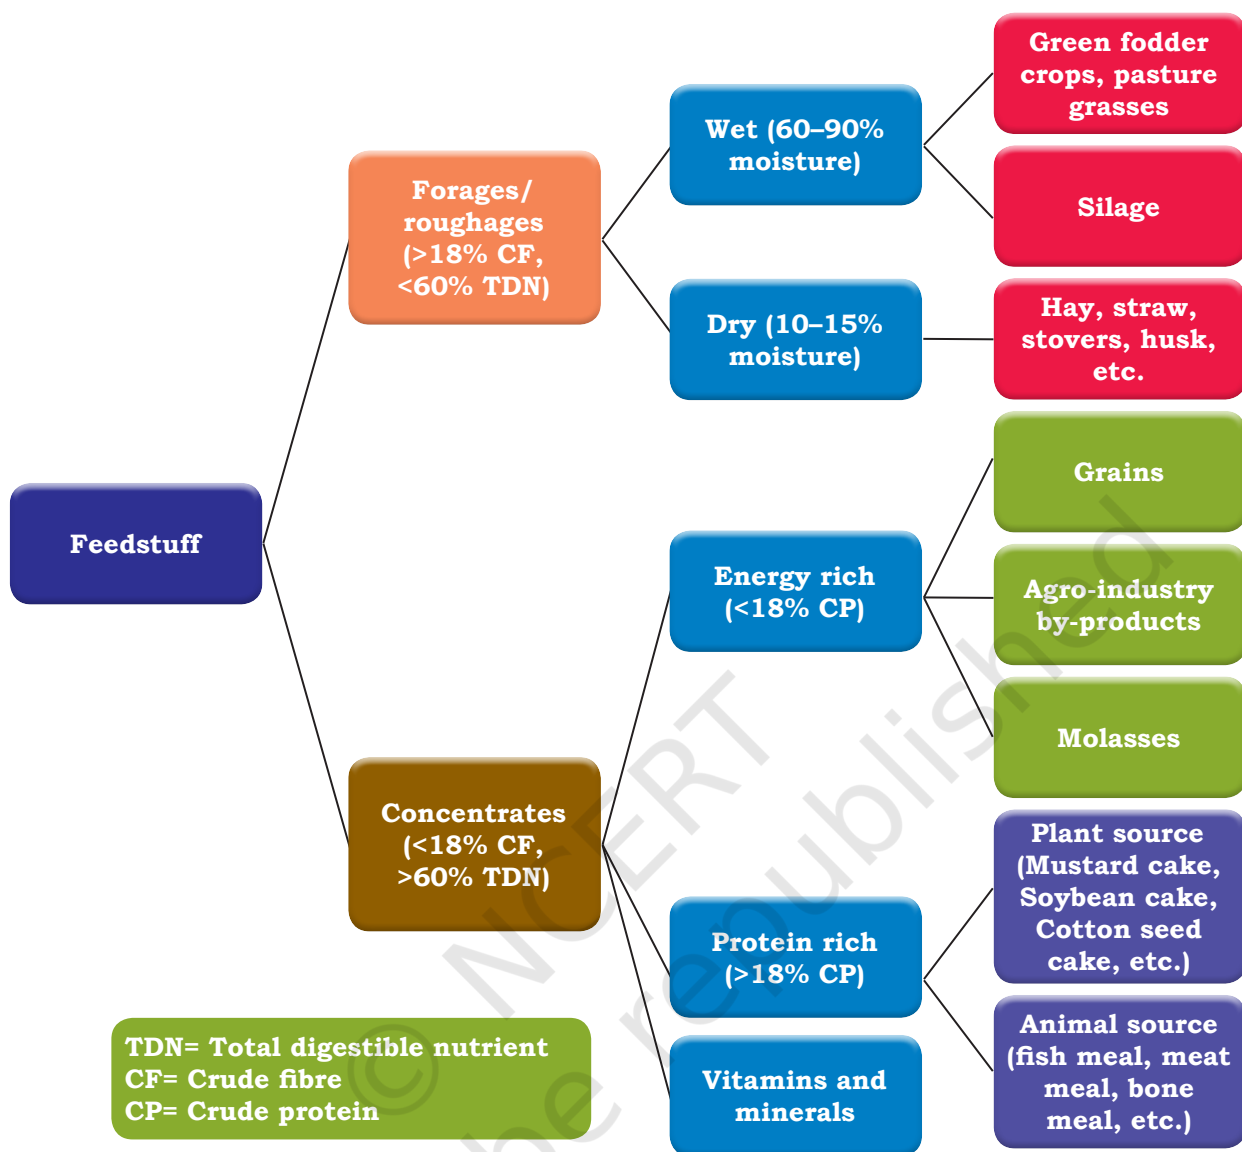 Feedstuff
Forages/
roughages
(>18% CF,
<60% TDN)
Wet (60–90%
moisture)
Green fodder
crops, pasture
grasses
Silage
Dry (10–15%
moisture)
Hay, straw,
stovers, husk,
etc.
Concentrates
(<18% CF,
>60% TDN)
Energy rich
(<18% CP)
Grains
Agro-industry
by-products
Molasses
Protein rich
(>18% CP)
Plant source
(Mustard cake,
Soybean cake,
Cotton seed
cake, etc.)
Animal source
(fish meal, meat
meal, bone
meal, etc.)
Vitamins and
minerals
TDN= Total digestible nutrient
CF= Crude fibre
CP= Crude protein
© NCERT
be republished